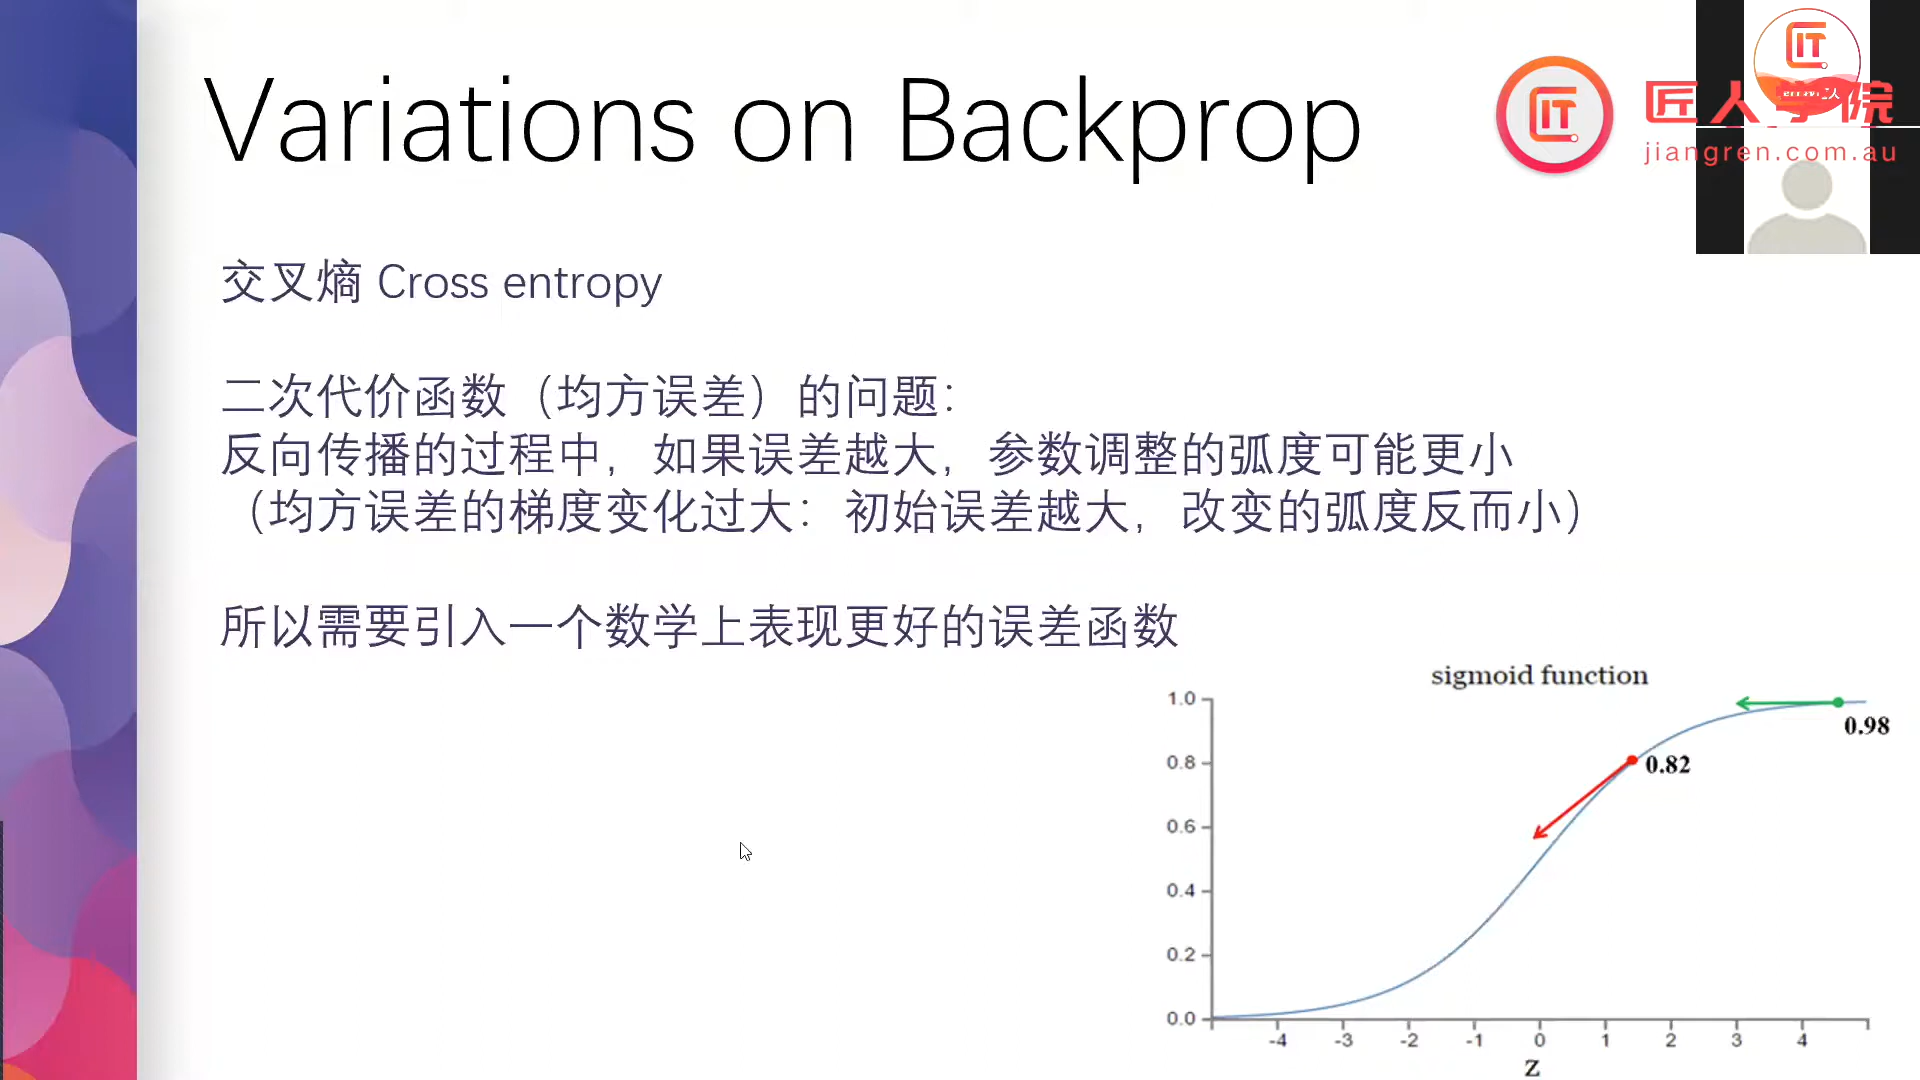 Variations on Backprop
匠人学院
jiangren.com.au
交叉熵 Cross entropy
二次代价函数（均方误差）的问题：
反向传播的过程中，如果误差越大，参数调整的弧度可能更小
（均方误差的梯度变化过大：初始误差越大，改变的弧度反而小）
所以需要引入一个数学上表现更好的误差函数
sigmoid function
1.0
0.98
0.8
0.82
0.6
0.4
0.2
0.0
-4 -3 -2 -1 0 1 2 3 4
Z